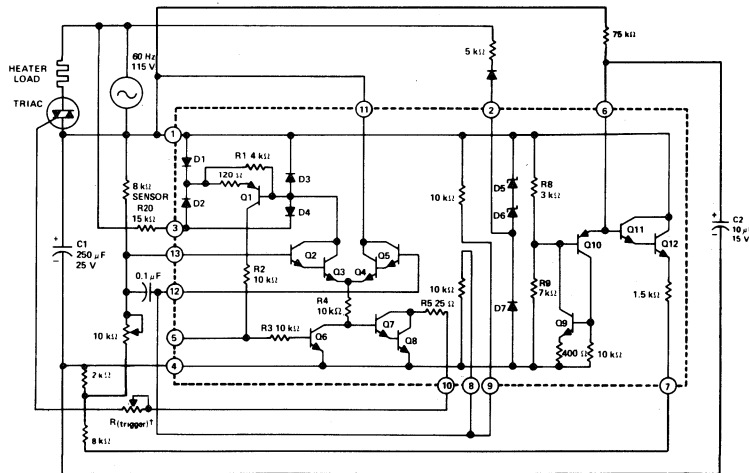 75 kΩ
5 kΩ
60 Hz
115 V
HEATER
LOAD
TRIAC
11
2
6
1
D1
R1 4 kΩ
120 Ω
D3
8 kΩ
SENSOR
R20
15 kΩ
D2
Q1
D4
10 kΩ
D5
D6
R8
3 kΩ
Q10
Q11
Q12
C2
10 µF
15 V
3
13
12
C1
250 µF
25 V
0.1 µF
R2
10 kΩ
Q2
Q3
Q4
Q5
R4
10 kΩ
10 kΩ
R5 25 Ω
D7
R9
7 kΩ
1.5 kΩ
10 kΩ
5
R3 10 kΩ
Q6
Q7
Q8
Q9
400 Ω
10 kΩ
4
2 kΩ
10
8
9
7
R(trigger)†
8 kΩ